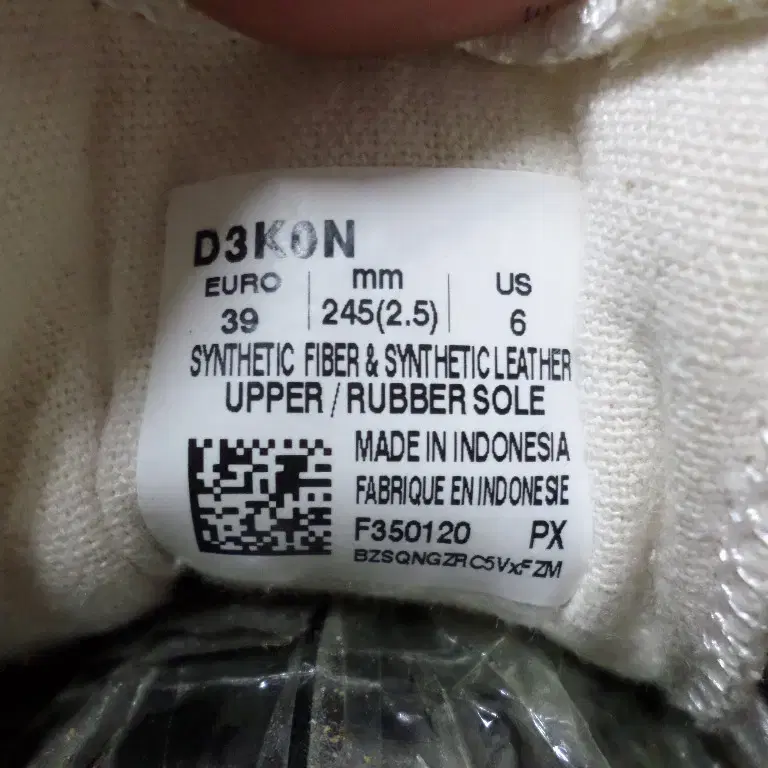 D3K0N
EURO | mm | US
39 | 245(2.5) | 6
SYNTHETIC FIBER & SYNTHETIC LEATHER
UPPER / RUBBER SOLE
MADE IN INDONESIA
FABRIQUE EN INDONESIE
F350120 PX